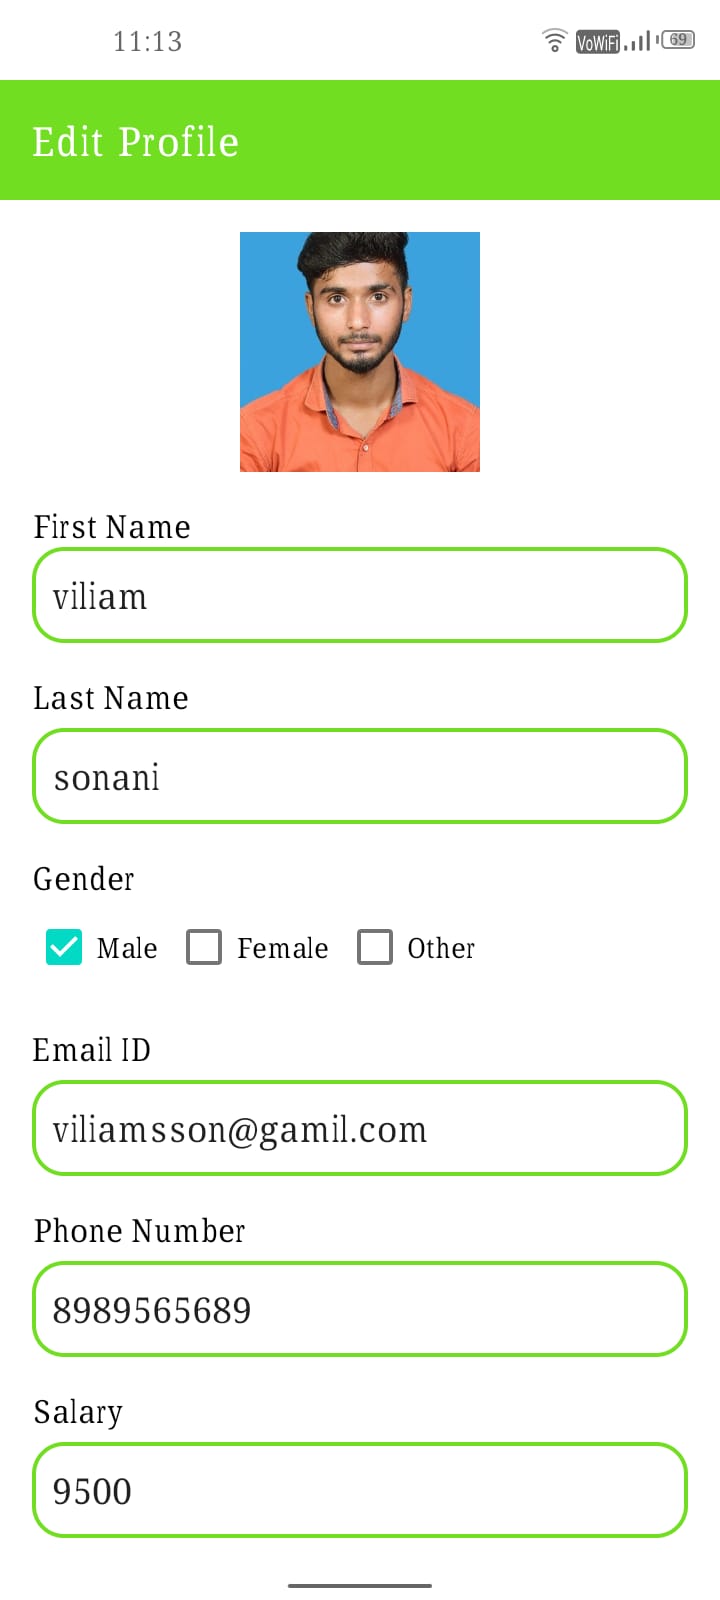 11:13 VoWiFi 69
Edit Profile
First Name
viliam
Last Name
sonani
Gender
Male Female Other
Email ID
viliamsson@gamil.com
Phone Number
8989565689
Salary
9500